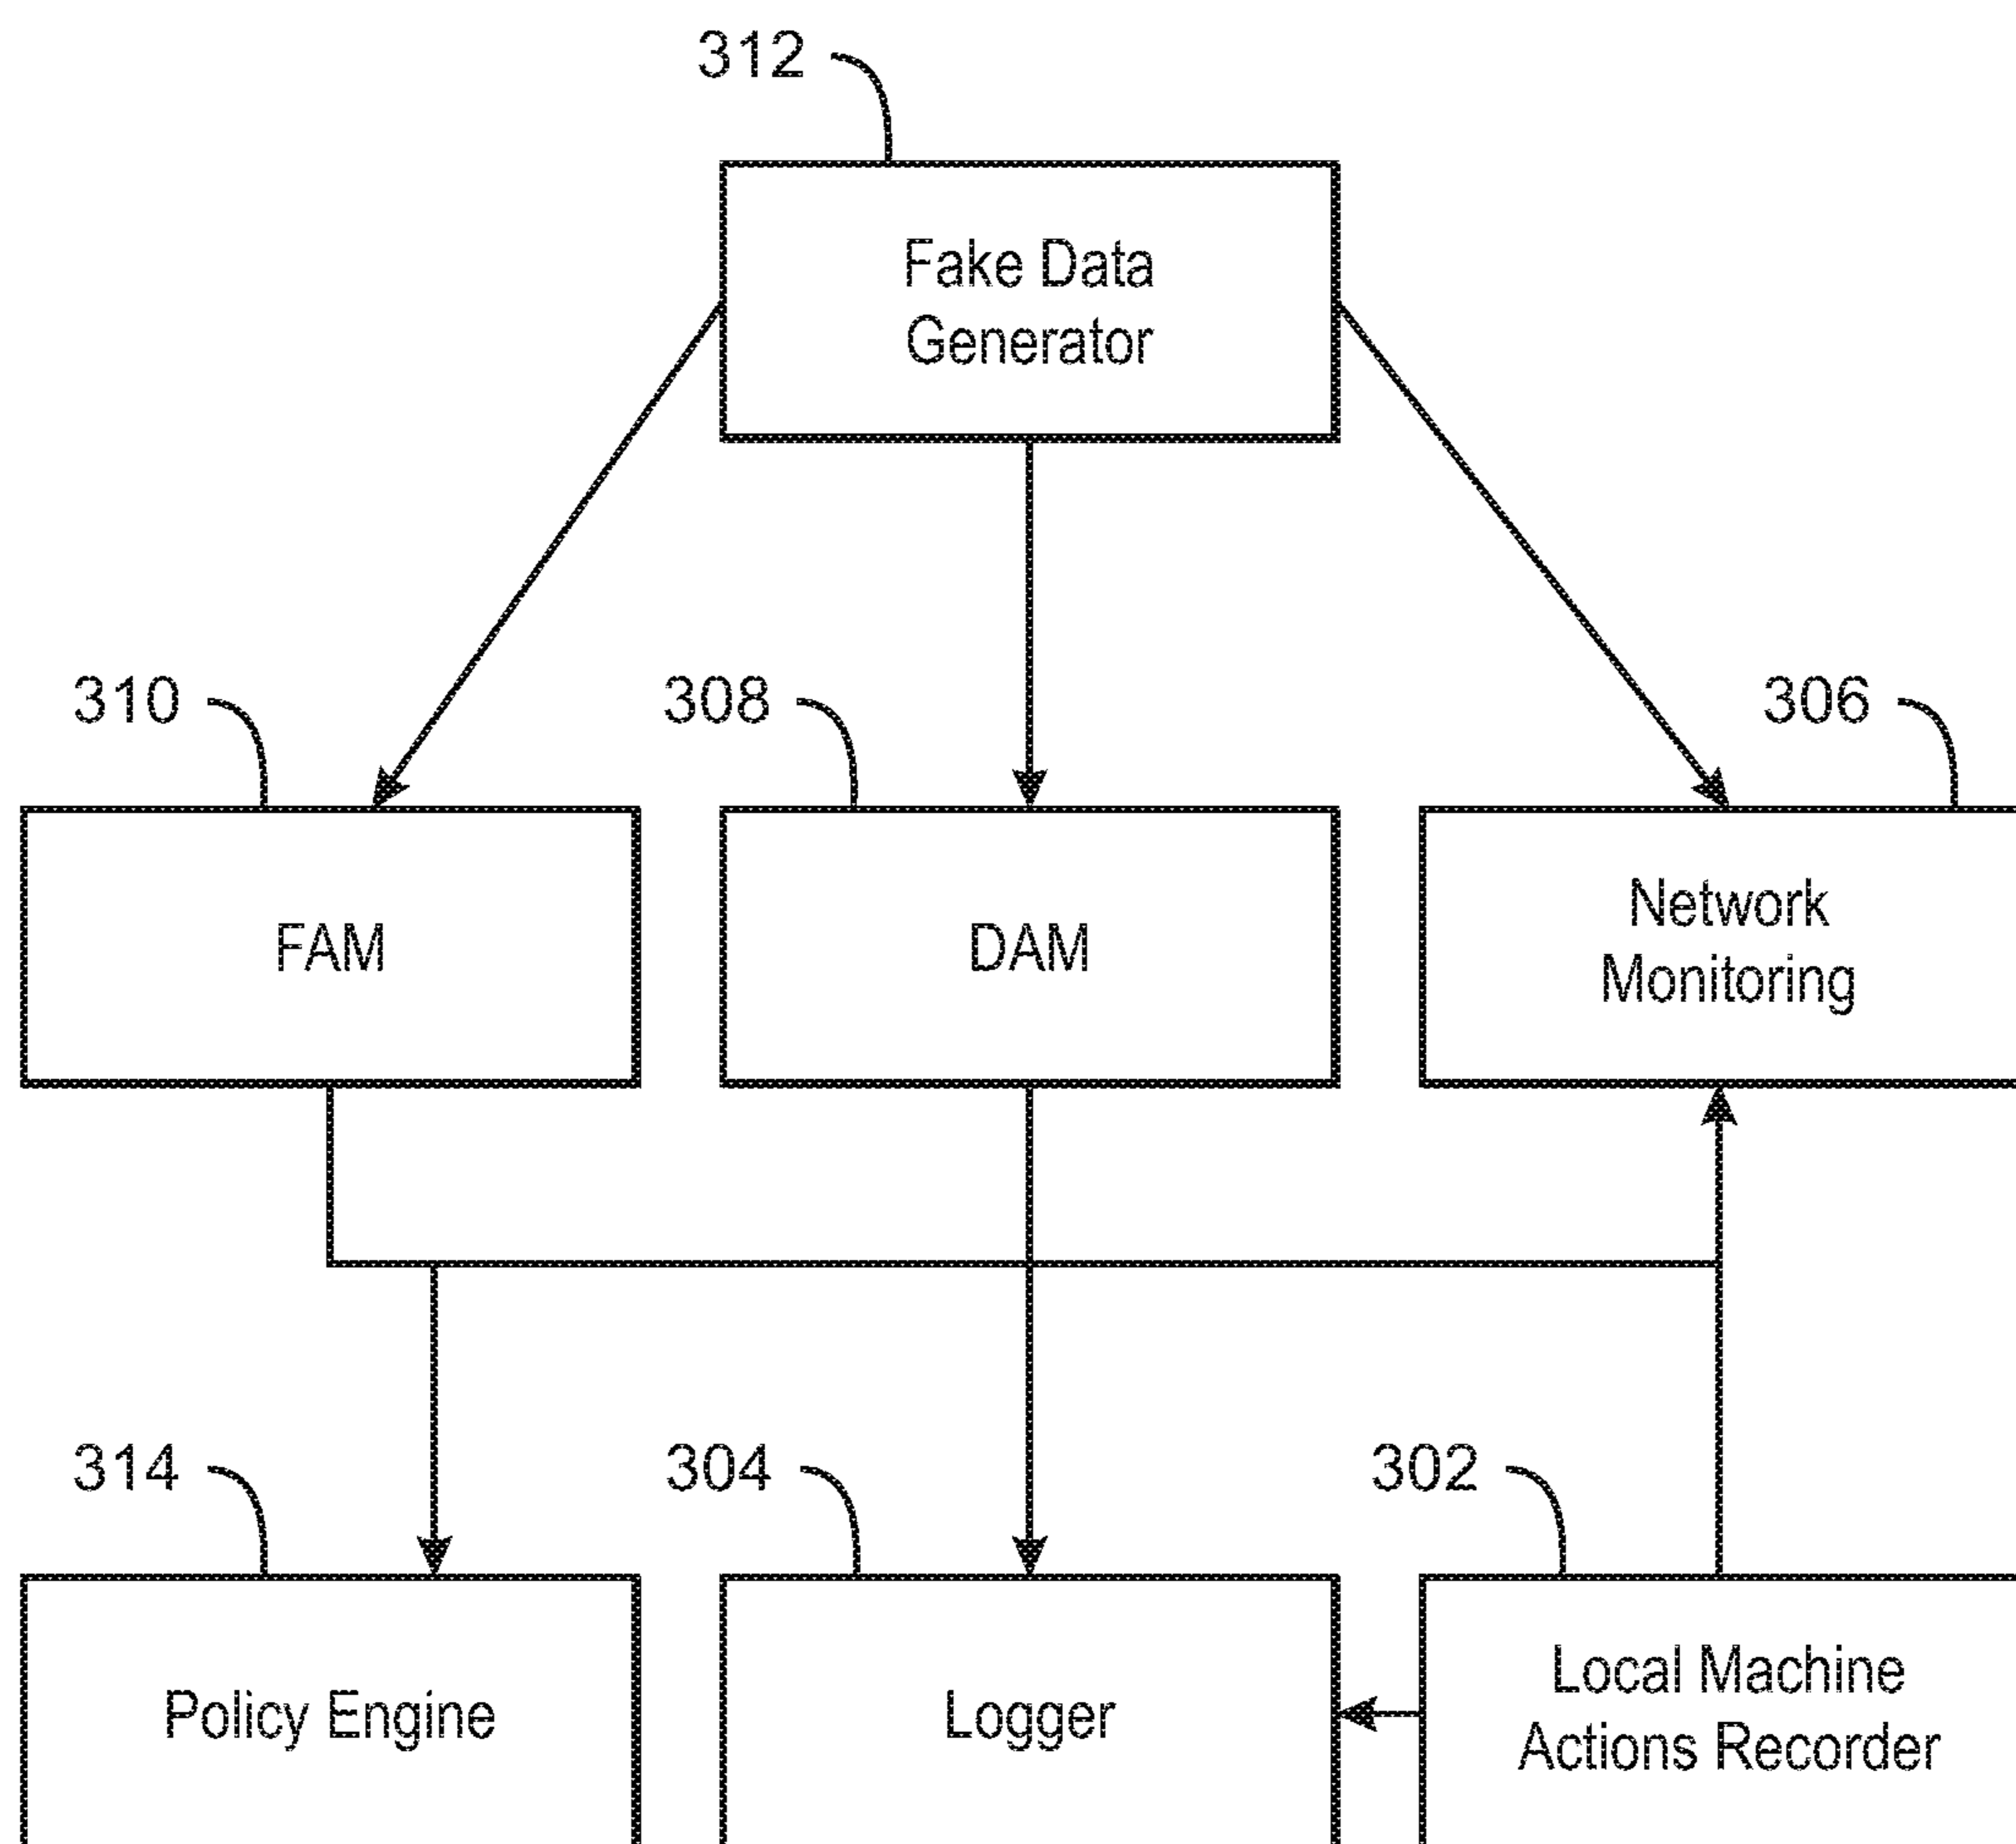 312
Fake Data
Generator
310
308
306
FAM
DAM
Network
Monitoring
314
304
302
Policy Engine
Logger
Local Machine
Actions Recorder